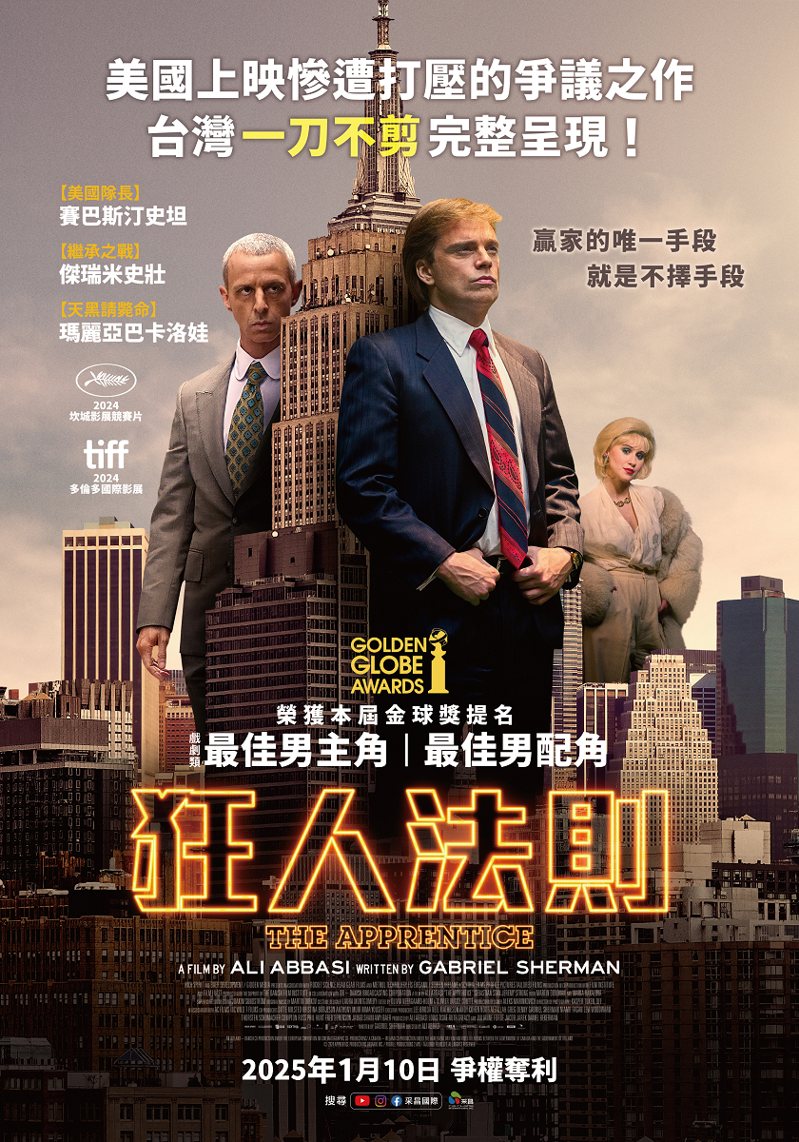 美國上映慘遭打壓的爭議之作
台灣一刀不剪完整呈現！
【美國隊長】
賽巴斯汀史坦
【繼承之戰】
傑瑞米史壯
【天黑請斃命】
瑪麗亞巴卡洛娃
贏家的唯一手段
就是不擇手段
2024
坎城影展競賽片
tiff
2024
多倫多國際影展
GOLDEN
GLOBE
AWARDS
榮獲本屆金球獎提名
戲劇類 最佳男主角｜最佳男配角
狂人法則
THE APPRENTICE
A FILM BY ALI ABBASI WRITTEN BY GABRIEL SHERMAN
2025年1月10日 爭權奪利
搜尋 采昌國際 采昌